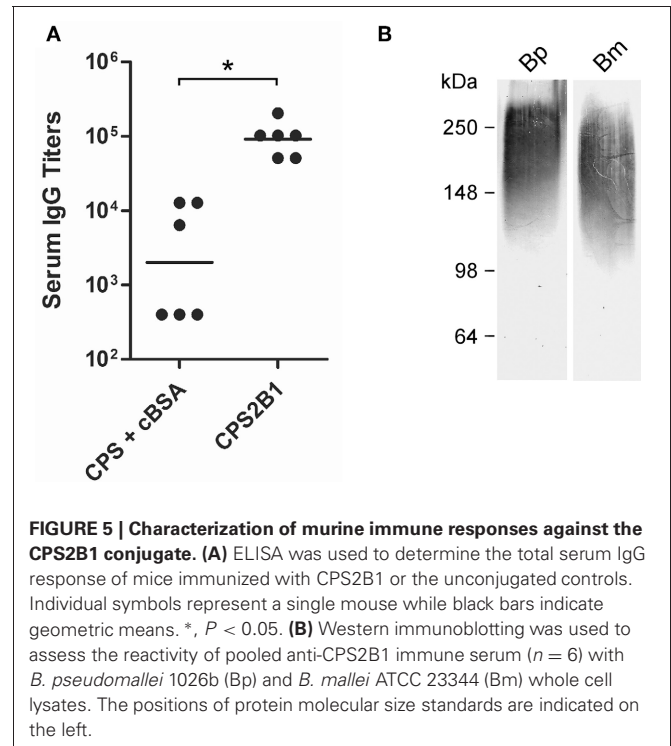 A
B
10⁶
10⁵
10⁴
10³
10²
Serum IgG Titers
*
CPS + cBSA
CPS2B1
Bp Bm
kDa
250
148
98
64
FIGURE 5 | Characterization of murine immune responses against the
CPS2B1 conjugate. (A) ELISA was used to determine the total serum IgG
response of mice immunized with CPS2B1 or the unconjugated controls.
Individual symbols represent a single mouse while black bars indicate
geometric means. *, P < 0.05. (B) Western immunoblotting was used to
assess the reactivity of pooled anti-CPS2B1 immune serum (n = 6) with
B. pseudomallei 1026b (Bp) and B. mallei ATCC 23344 (Bm) whole cell
lysates. The positions of protein molecular size standards are indicated on
the left.